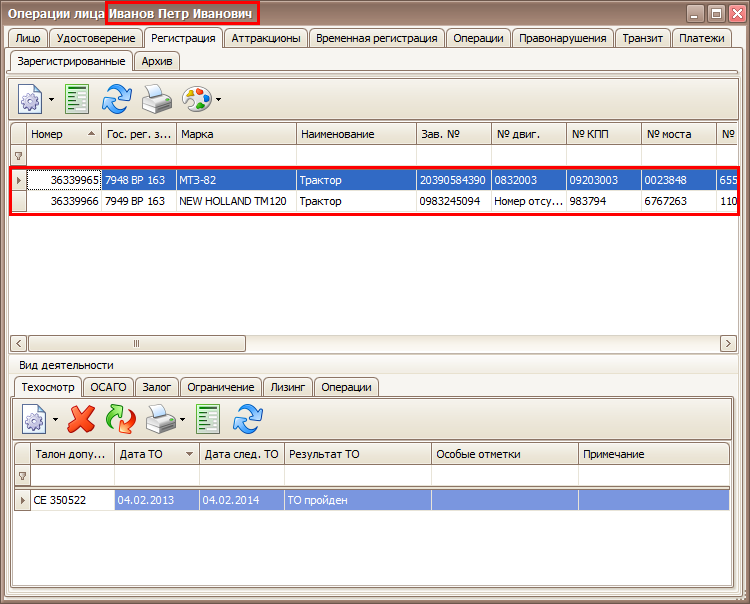 Операции лица Иванов Петр Иванович
Лицо Удостоверение Регистрация Аттракционы Временная регистрация Операции Правонарушения Транзит Платежи
Зарегистрированные Архив
Номер Гос. рег. з... Марка Наименование Зав. № № двиг. № КПП № моста №
36339965 7948 ВР 163 МТЗ-82 Трактор 20390584390 0832003 09203003 0023848 655
36339966 7949 ВР 163 NEW HOLLAND TM120 Трактор 0983245094 Номер отсу... 983794 6767263 110
Вид деятельности
Техосмотр ОСАГО Залог Ограничение Лизинг Операции
Талон допу... Дата ТО Дата след. ТО Результат ТО Особые отметки Примечание
СЕ 350522 04.02.2013 04.02.2014 ТО пройден